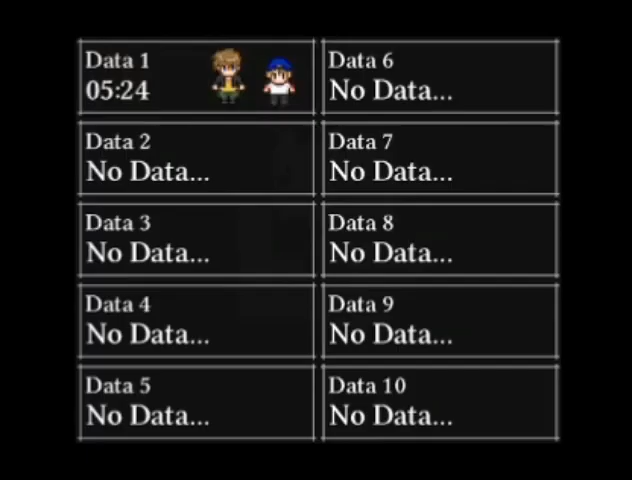 Data 1
05:24
Data 2
No Data...
Data 3
No Data...
Data 4
No Data...
Data 5
No Data...
Data 6
No Data...
Data 7
No Data...
Data 8
No Data...
Data 9
No Data...
Data 10
No Data...